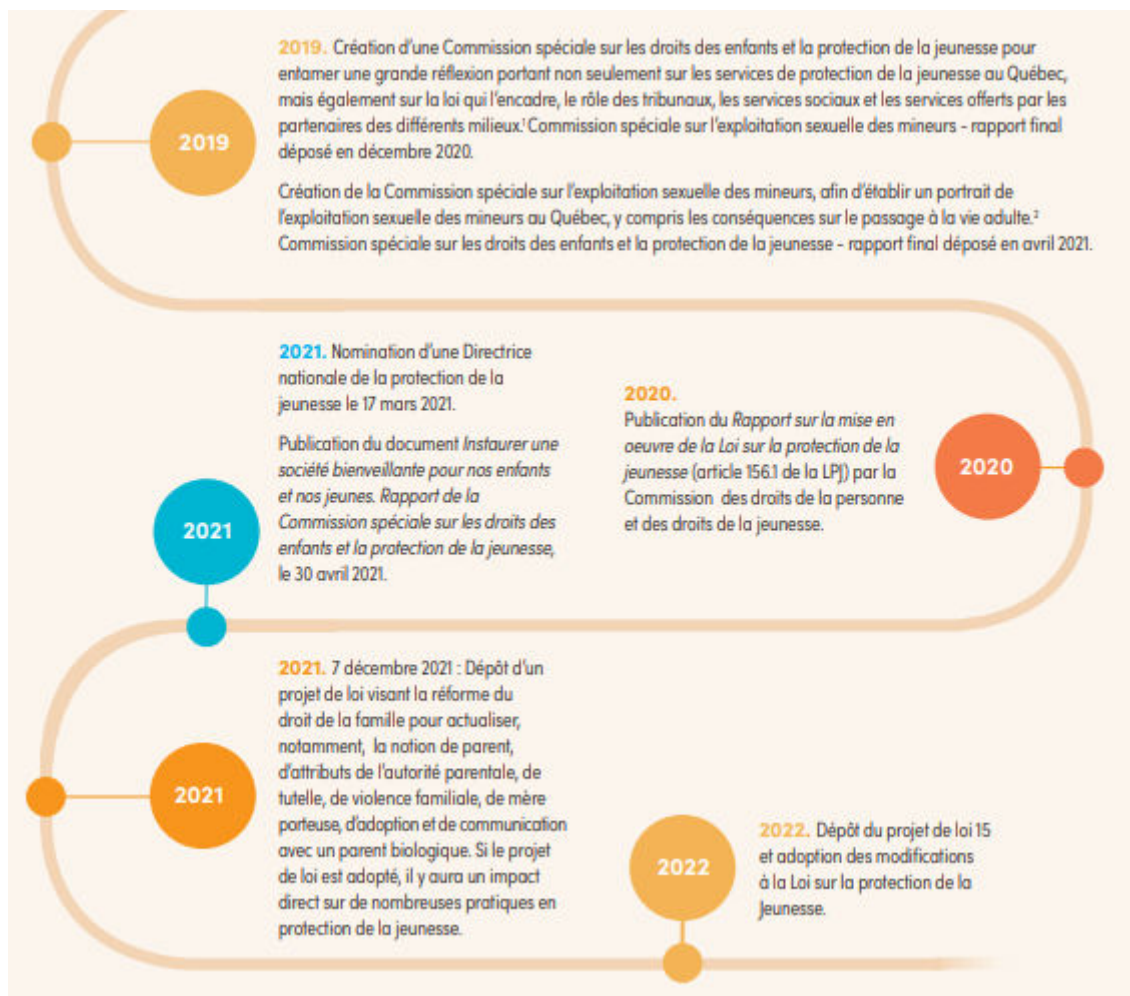 2019. Création d'une Commission spéciale sur les droits des enfants et la protection de la jeunesse pour
entamer une grande réflexion portant non seulement sur les services de protection de la jeunesse au Québec,
mais également sur la loi qui l'encadre, le rôle des tribunaux, les services sociaux et les services offerts par les
partenaires des différents milieux.¹ Commission spéciale sur l'exploitation sexuelle des mineurs - rapport final
déposé en décembre 2020.
2019
Création de la Commission spéciale sur l'exploitation sexuelle des mineurs, afin d'établir un portrait de
l'exploitation sexuelle des mineurs au Québec, y compris les conséquences sur le passage à la vie adulte.²
Commission spéciale sur les droits des enfants et la protection de la jeunesse - rapport final déposé en avril 2021.
2020.
Publication du Rapport sur la mise en
oeuvre de la Loi sur la protection de la
jeunesse (article 156.1 de la LPJ) par la
Commission des droits de la personne
et des droits de la jeunesse.
2020
2021. Nomination d'une Directrice
nationale de la protection de la
jeunesse le 17 mars 2021.
Publication du document Instaurer une
société bienveillante pour nos enfants
et nos jeunes. Rapport de la
Commission spéciale sur les droits des
enfants et la protection de la jeunesse,
le 30 avril 2021.
2021
2021. 7 décembre 2021 : Dépôt d'un
projet de loi visant la réforme du
droit de la famille pour actualiser,
notamment, la notion de parent,
d'attributs de l'autorité parentale, de
tutelle, de violence familiale, de mère
porteuse, d'adoption et de communication
avec un parent biologique. Si le projet
de loi est adopté, il y aura un impact
direct sur de nombreuses pratiques en
protection de la jeunesse.
2021
2022
2022. Dépôt du projet de loi 15
et adoption des modifications
à la Loi sur la protection de la
Jeunesse.